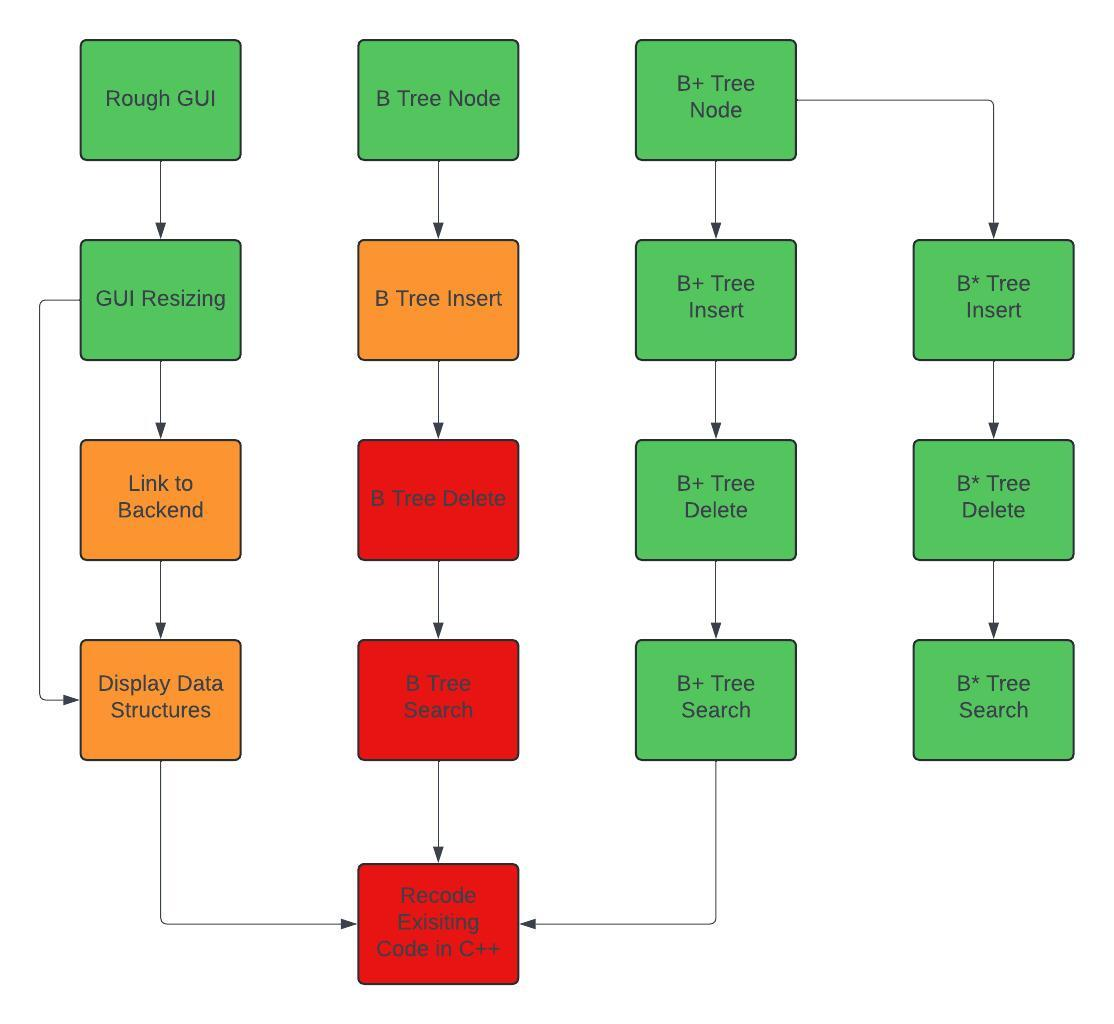 Rough GUI
B Tree Node
B+ Tree
Node
GUI Resizing
B Tree Insert
B+ Tree
Insert
B* Tree
Insert
Link to
Backend
B Tree Delete
B+ Tree
Delete
B* Tree
Delete
Display Data
Structures
B Tree
Search
B+ Tree
Search
B* Tree
Search
Recode
Exisiting
Code in C++